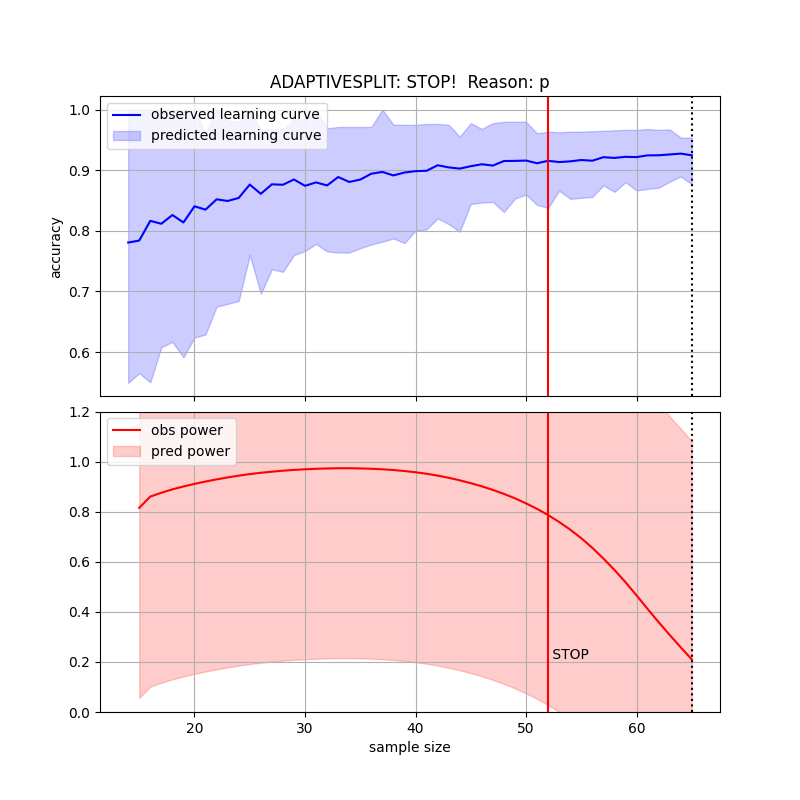 ADAPTIVESPLIT: STOP!  Reason: p
observed learning curve
predicted learning curve
1.0
0.9
0.8
0.7
0.6
accuracy
obs power
pred power
1.2
1.0
0.8
0.6
0.4
0.2
0.0
STOP
20 30 40 50 60
sample size